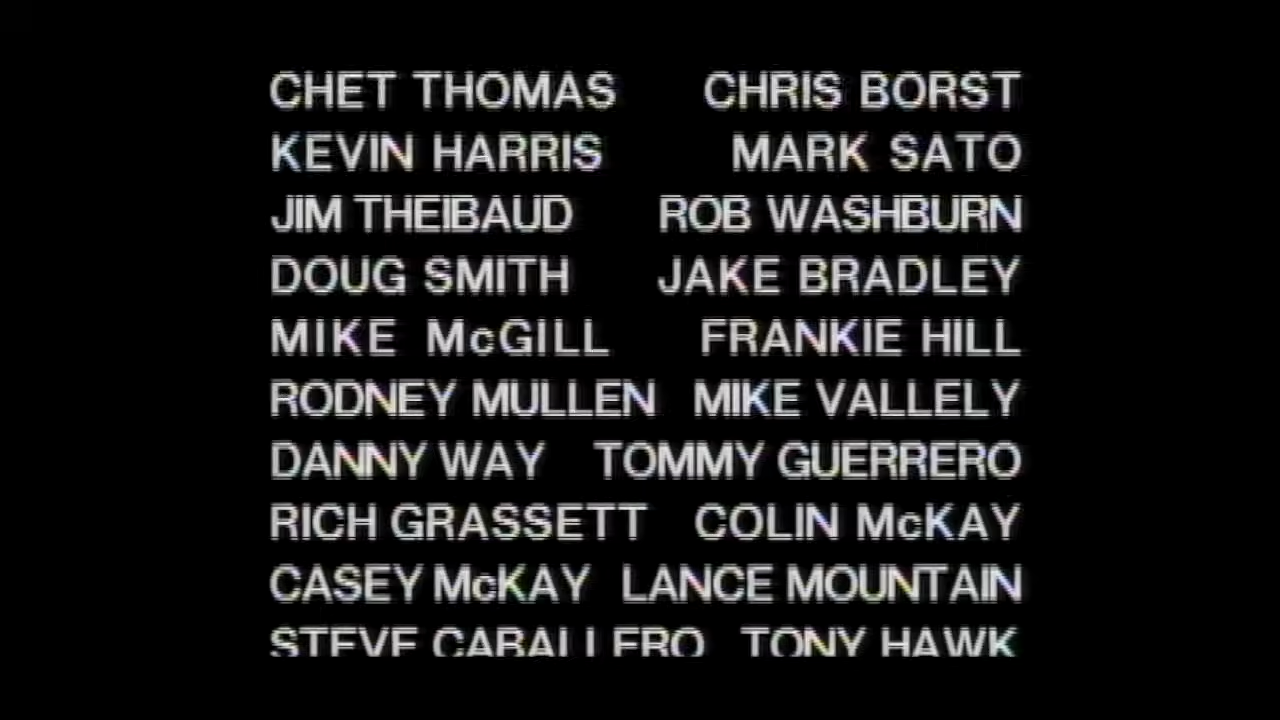 CHET THOMAS CHRIS BORST
KEVIN HARRIS MARK SATO
JIM THEIBAUD ROB WASHBURN
DOUG SMITH JAKE BRADLEY
MIKE McGILL FRANKIE HILL
RODNEY MULLEN MIKE VALLELY
DANNY WAY TOMMY GUERRERO
RICH GRASSETT COLIN McKAY
CASEY McKAY LANCE MOUNTAIN
STEVE CABALLERO TONY HAWK